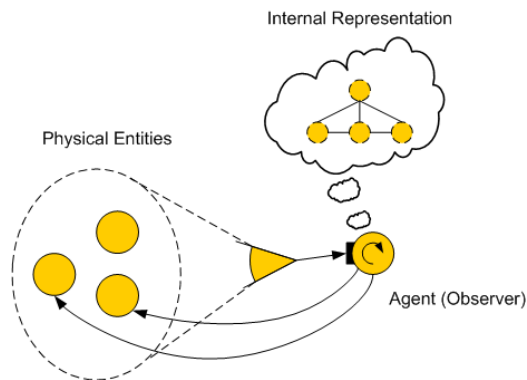 Internal Representation
Physical Entities
Agent (Observer)